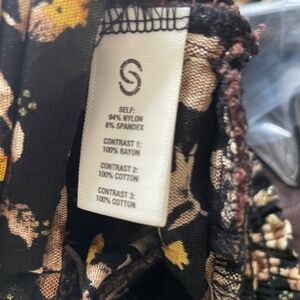 SELF:
94% NYLON
6% SPANDEX
CONTRAST 1:
100% RAYON
CONTRAST 2:
100% COTTON
CONTRAST 3:
100% COTTON